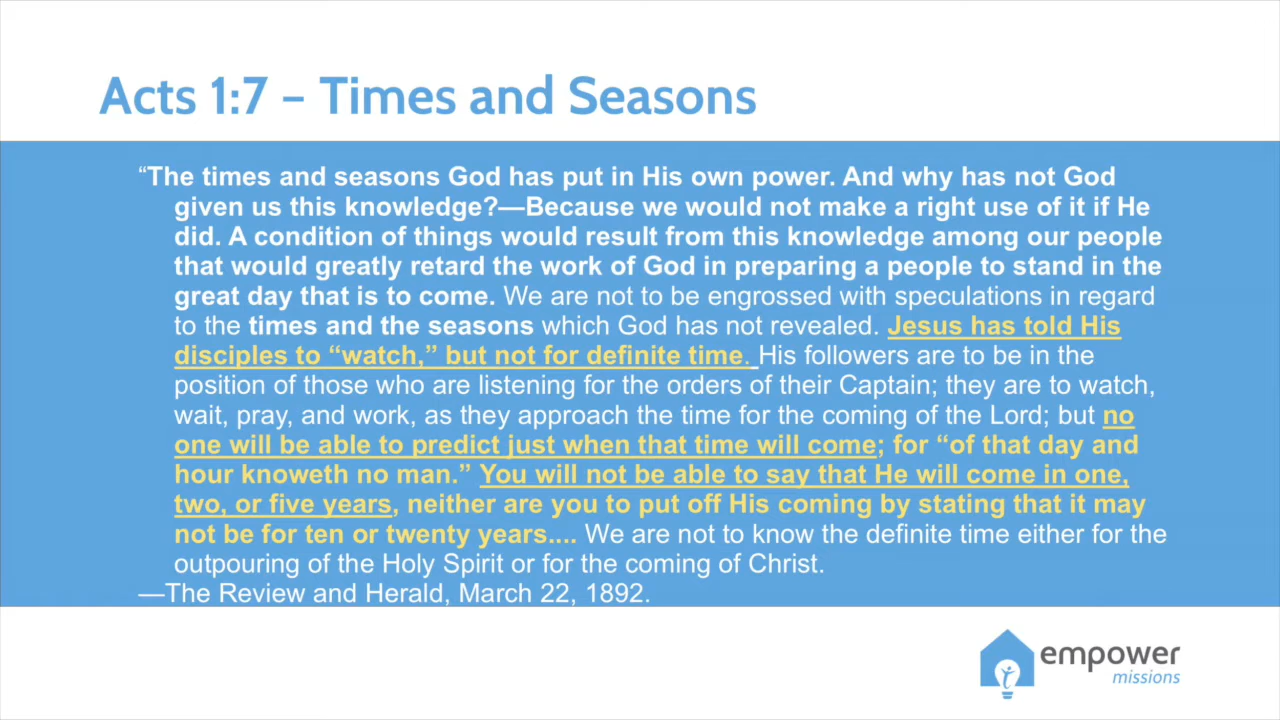 Acts 1:7 – Times and Seasons
“The times and seasons God has put in His own power. And why has not God
given us this knowledge?—Because we would not make a right use of it if He
did. A condition of things would result from this knowledge among our people
that would greatly retard the work of God in preparing a people to stand in the
great day that is to come. We are not to be engrossed with speculations in regard
to the times and the seasons which God has not revealed. Jesus has told His
disciples to “watch,” but not for definite time. His followers are to be in the
position of those who are listening for the orders of their Captain; they are to watch,
wait, pray, and work, as they approach the time for the coming of the Lord; but no
one will be able to predict just when that time will come; for “of that day and
hour knoweth no man.” You will not be able to say that He will come in one,
two, or five years, neither are you to put off His coming by stating that it may
not be for ten or twenty years.... We are not to know the definite time either for the
outpouring of the Holy Spirit or for the coming of Christ.
—The Review and Herald, March 22, 1892.
empower
missions